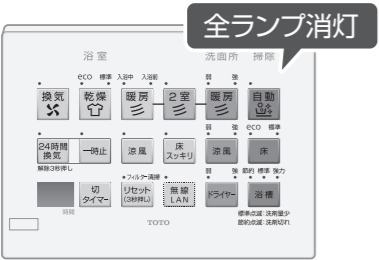 全ランプ消灯
浴室 洗面所 掃除
eco 標準 入浴中 入浴前 弱 強
換気 乾燥 暖房 2室 暖房 自動
弱 強 eco 標準
24時間換気 一時止 涼風 床スッキリ 涼風 床
解除3秒押し フィルター清掃 弱 強 節約 標準 強力
切タイマー リセット(3秒押し) 無線LAN ドライヤー 浴槽
時間 TOTO 標準点滅:洗剤量少
節約点滅:洗剤切れ